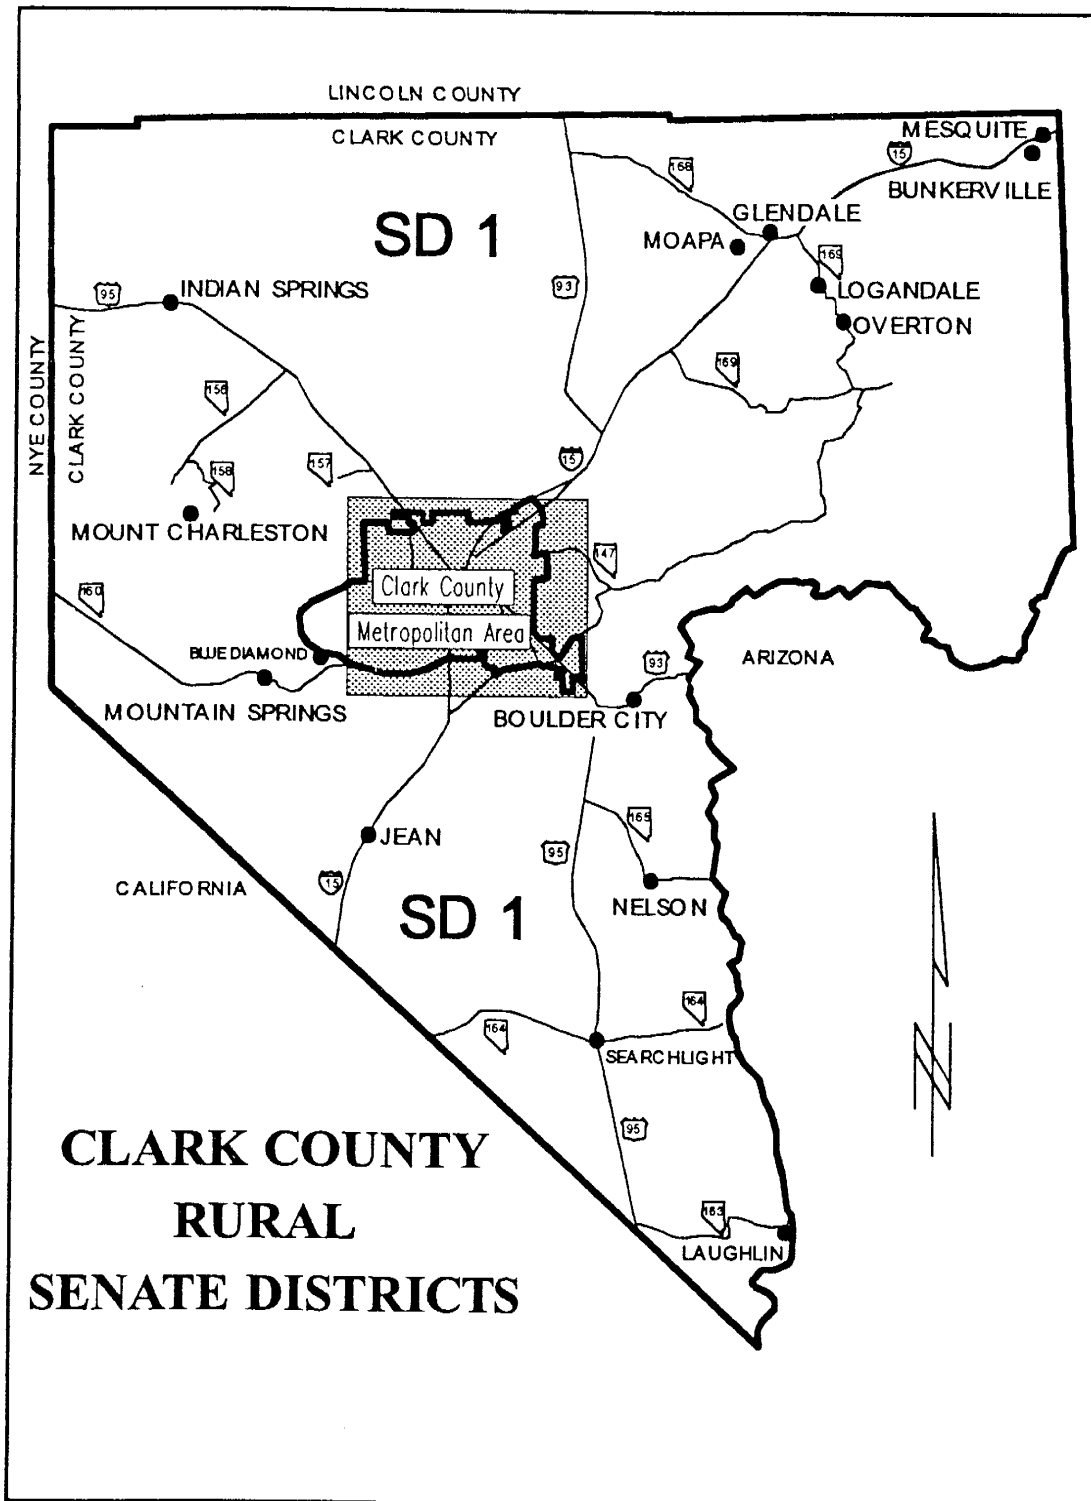 LINCOLN COUNTY
CLARK COUNTY
MESQUITE
15
BUNKERVILLE
168
GLENDALE
MOAPA
SD 1
169
LOGANDALE
OVERTON
95
INDIAN SPRINGS
93
NYE COUNTY
CLARK COUNTY
169
156
15
157
158
MOUNT CHARLESTON
147
Clark County
Metropolitan Area
160
BLUE DIAMOND
93
ARIZONA
MOUNTAIN SPRINGS
BOULDER CITY
165
JEAN
95
15
CALIFORNIA
NELSON
SD 1
164
164
SEARCHLIGHT
N
95
CLARK COUNTY
RURAL
SENATE DISTRICTS
163
LAUGHLIN